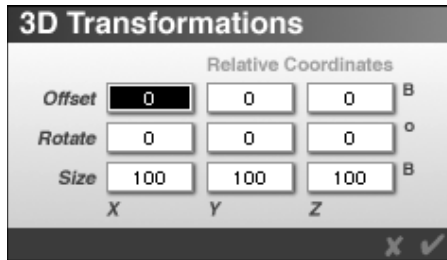 3D Transformations
Relative Coordinates
Offset 0 0 0 B
Rotate 0 0 0 o
Size 100 100 100 B
X Y Z